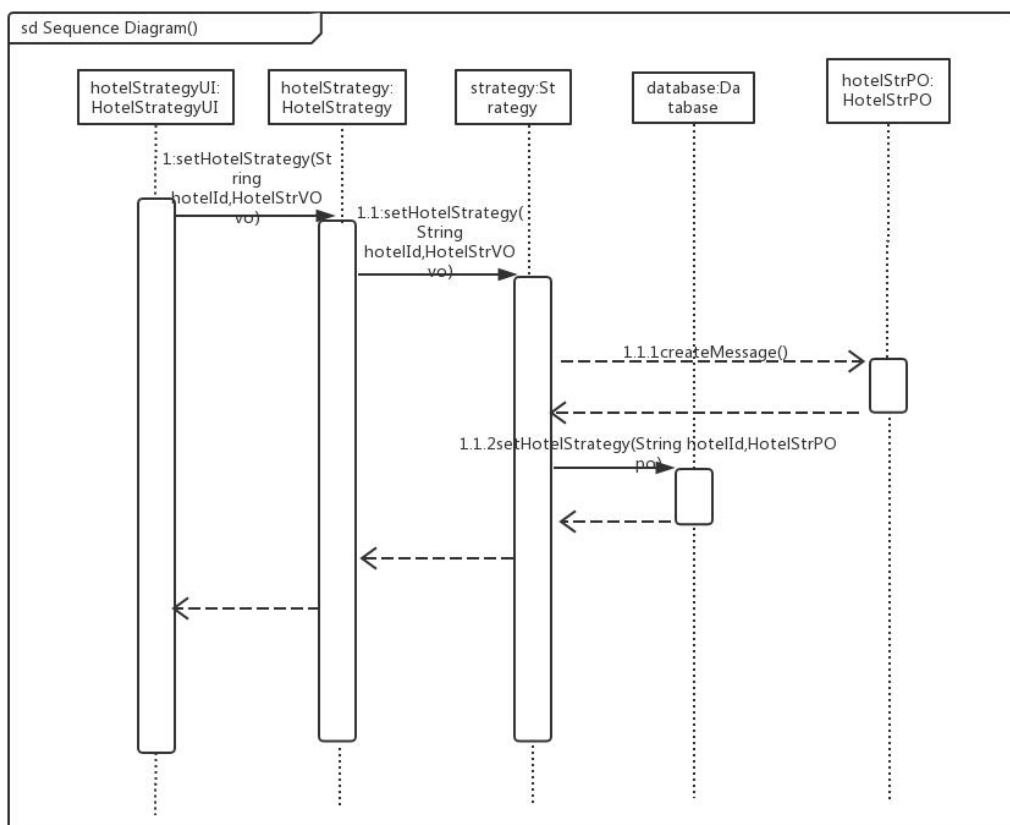 sd Sequence Diagram()
hotelStrategyUI:
HotelStrategyUI
hotelStrategy:
HotelStrategy
strategy:St
rategy
database:Da
tabase
hotelStrPO:
HotelStrPO
1:setHotelStrategy(St
ring
hotelId,HotelStrVO
vo)
1.1:setHotelStrategy(
String
hotelId,HotelStrVO
vo)
1.1.1createMessage()
1.1.2setHotelStrategy(String hotelId,HotelStrPO
po)